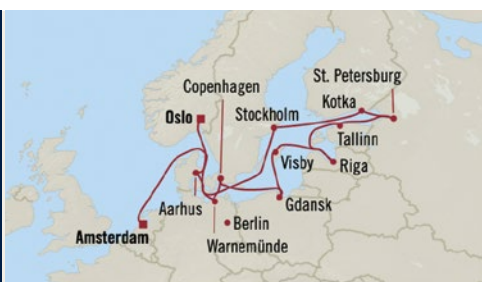 St. Petersburg
Copenhagen
Kotka
Oslo
Stockholm
Tallinn
Visby
Riga
Aarhus
Gdansk
Berlin
Amsterdam
Warnemünde